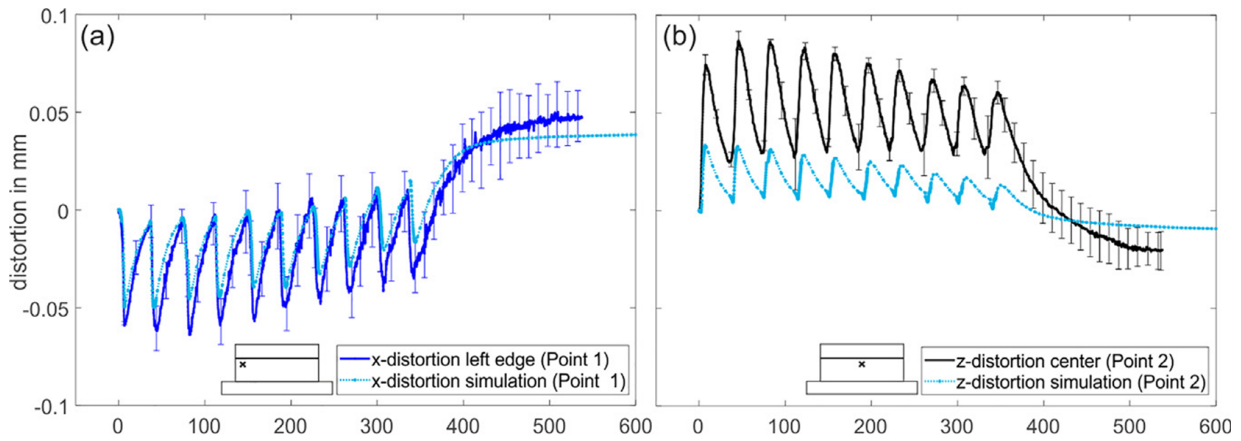 (a)
distortion in mm
0.1
0.05
0
-0.05
-0.1
x-distortion left edge (Point 1)
x-distortion simulation (Point 1)
0 100 200 300 400 500 600
(b)
z-distortion center (Point 2)
z-distortion simulation (Point 2)
0 100 200 300 400 500 600